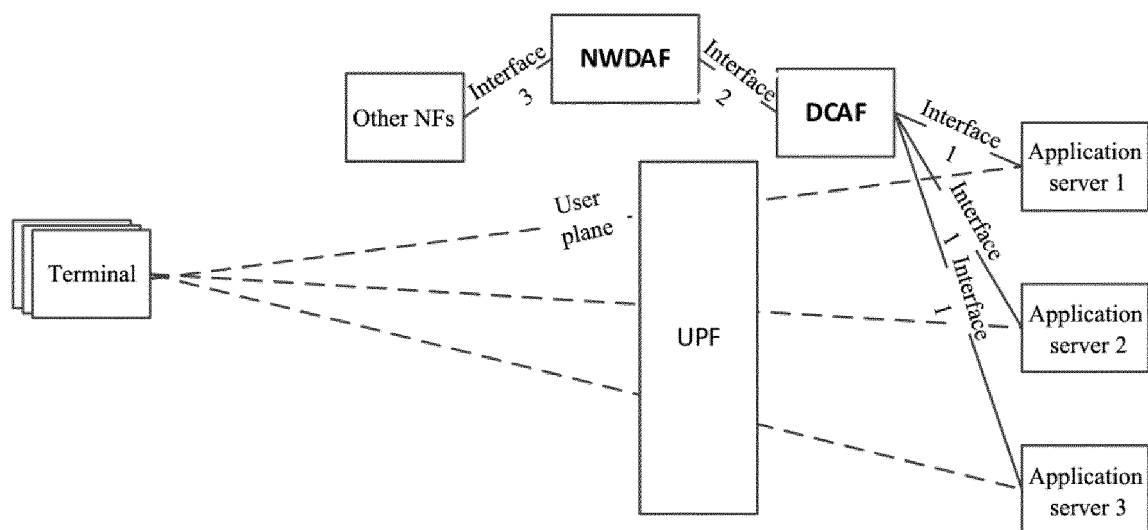 NWDAF
Interface
3
Interface
2
Other NFs
DCAF
Interface
1
Application
server 1
User
plane
Interface
1
Terminal
Interface
1
Application
server 2
UPF
Application
server 3